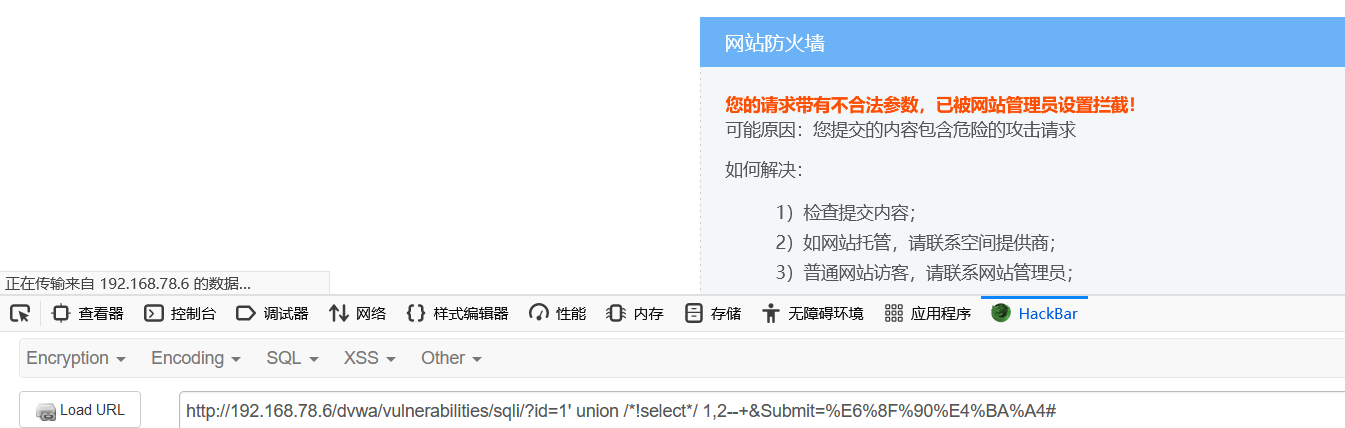 网站防火墙
您的请求带有不合法参数，已被网站管理员设置拦截！
可能原因：您提交的内容包含危险的攻击请求
如何解决：
1）检查提交内容；
2）如网站托管，请联系空间提供商；
3）普通网站访客，请联系网站管理员；
正在传输来自 192.168.78.6 的数据...
查看器 控制台 调试器 网络 样式编辑器 性能 内存 存储 无障碍环境 应用程序 HackBar
Encryption Encoding SQL XSS Other
Load URL http://192.168.78.6/dvwa/vulnerabilities/sqli/?id=1' union /*!select*/ 1,2--+&Submit=%E6%8F%90%E4%BA%A4#